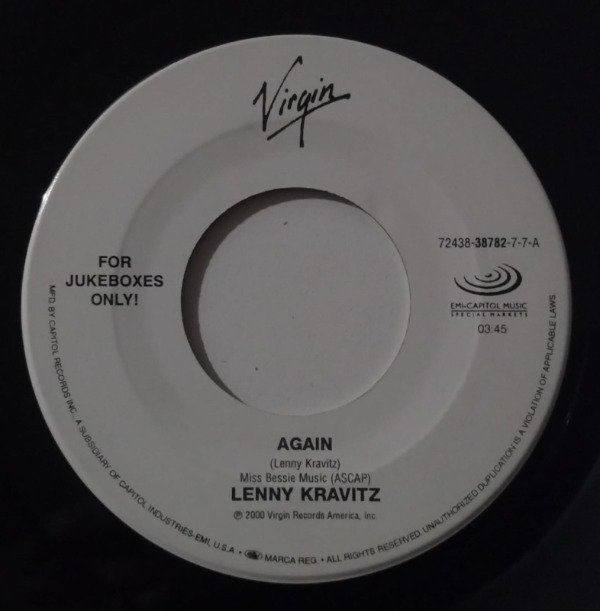 Virgin
FOR
JUKEBOXES
ONLY!
72438-38782-7-7-A
EMI-CAPITOL MUSIC
SPECIAL MARKETS
03:45
AGAIN
(Lenny Kravitz)
Miss Bessie Music (ASCAP)
LENNY KRAVITZ
℗ 2000 Virgin Records America, Inc.
MFD. BY CAPITOL RECORDS INC., A SUBSIDIARY OF CAPITOL INDUSTRIES-EMI, U.S.A. • MARCA REG. • ALL RIGHTS RESERVED. UNAUTHORIZED DUPLICATION IS A VIOLATION OF APPLICABLE LAWS.